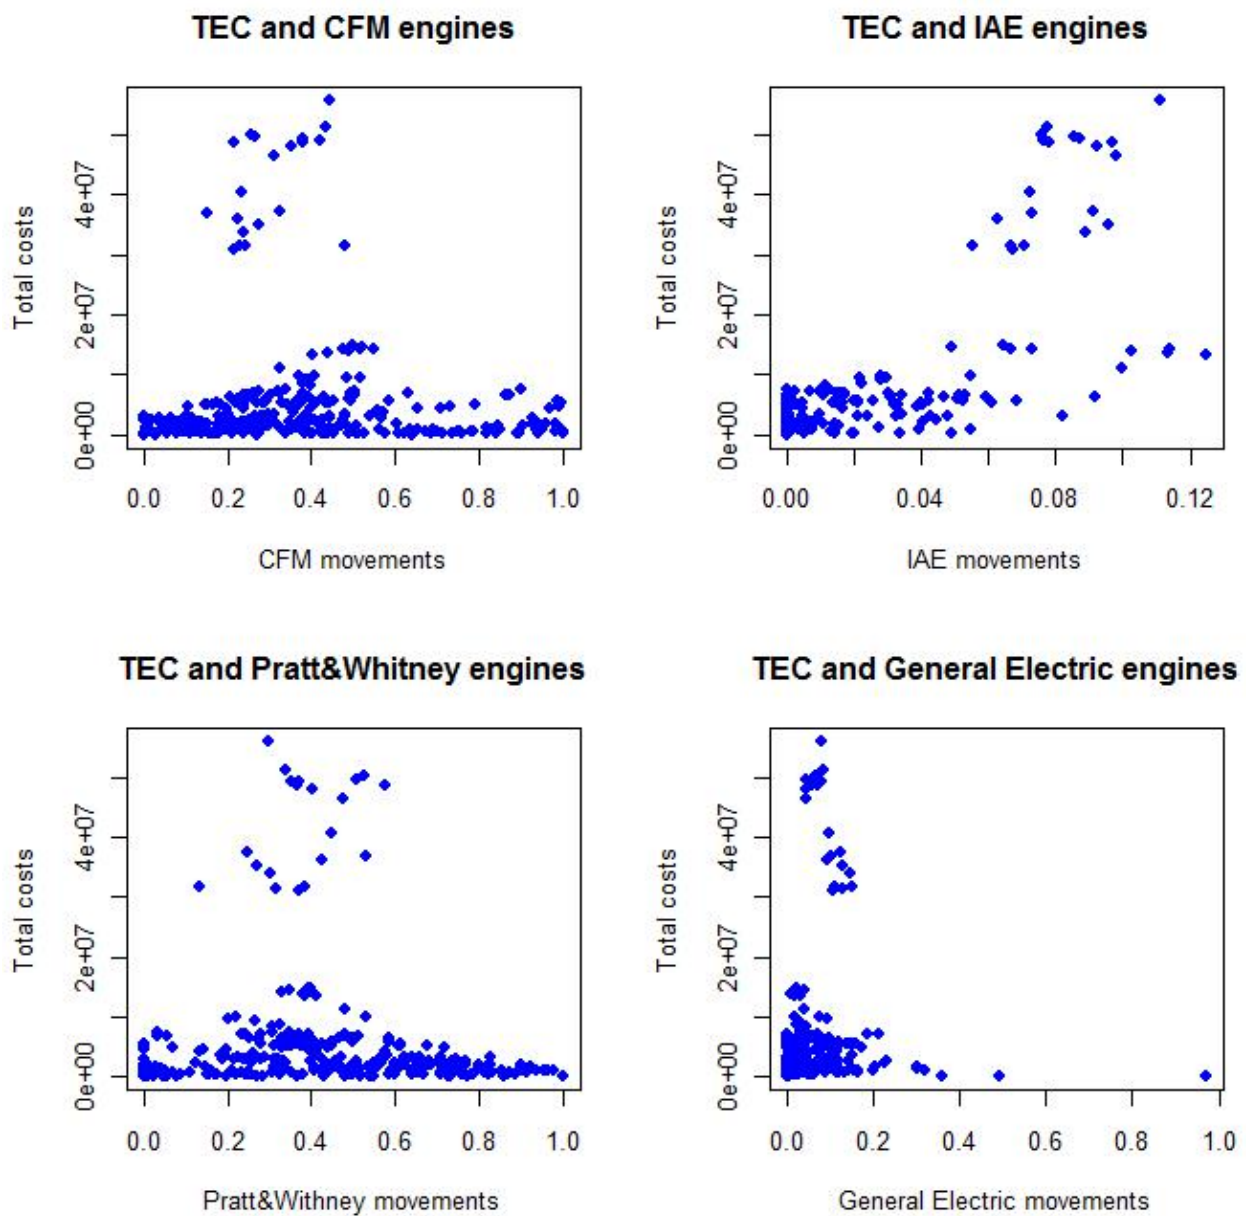 TEC and CFM engines
Total costs
0e+00 2e+07 4e+07
0.0 0.2 0.4 0.6 0.8 1.0
CFM movements
TEC and IAE engines
Total costs
0e+00 2e+07 4e+07
0.00 0.04 0.08 0.12
IAE movements
TEC and Pratt&Whitney engines
Total costs
0e+00 2e+07 4e+07
0.0 0.2 0.4 0.6 0.8 1.0
Pratt&Withney movements
TEC and General Electric engines
Total costs
0e+00 2e+07 4e+07
0.0 0.2 0.4 0.6 0.8 1.0
General Electric movements